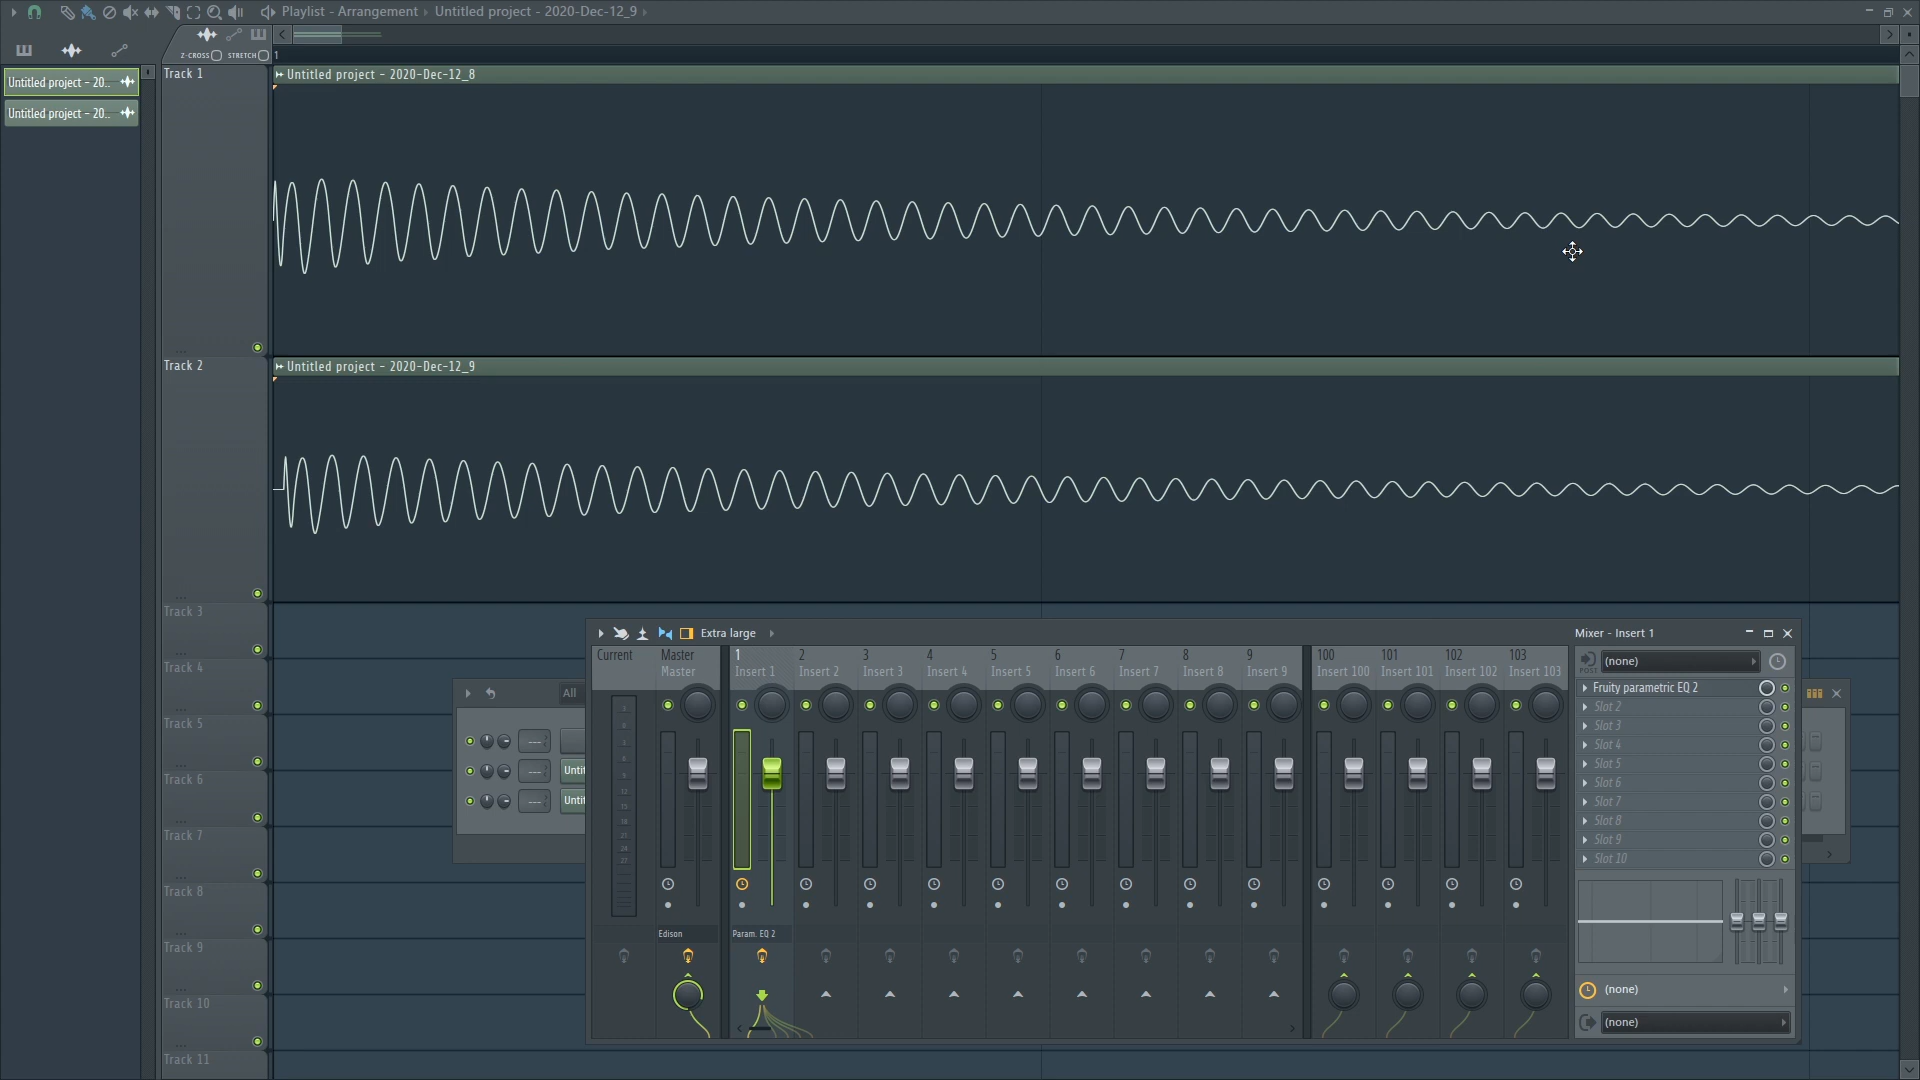 Playlist - Arrangement › Untitled project - 2020-Dec-12_9 ›
Z-CROSS STRETCH
1
Untitled project - 20..
Untitled project - 20..
Track 1
Untitled project - 2020-Dec-12_8
Track 2
Untitled project - 2020-Dec-12_9
Track 3
Track 4
Track 5
Track 6
Track 7
Track 8
Track 9
Track 10
Track 11
All
---
---
Untit
---
Untit
Extra large
Mixer - Insert 1
Current Master 1 2 3 4 5 6 7 8 9 100 101 102 103
Master Insert 1 Insert 2 Insert 3 Insert 4 Insert 5 Insert 6 Insert 7 Insert 8 Insert 9 Insert 100 Insert 101 Insert 102 Insert 103
Edison Param. EQ 2
POST (none)
Fruity parametric EQ 2
Slot 2
Slot 3
Slot 4
Slot 5
Slot 6
Slot 7
Slot 8
Slot 9
Slot 10
(none)
(none)